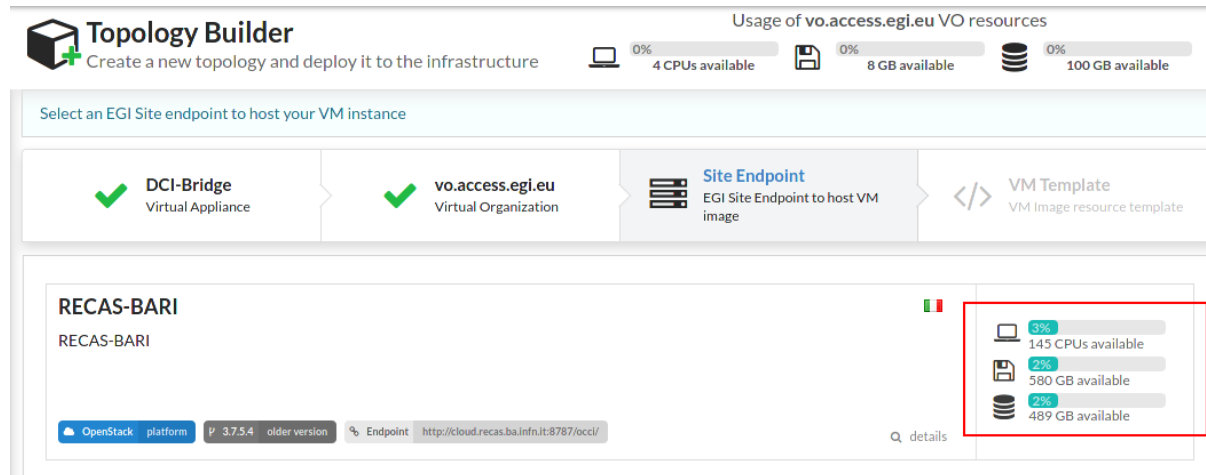 Topology Builder
Create a new topology and deploy it to the infrastructure
Usage of vo.access.egi.eu VO resources
0%
4 CPUs available
0%
8 GB available
0%
100 GB available
Select an EGI Site endpoint to host your VM instance
DCI-Bridge
Virtual Appliance
vo.access.egi.eu
Virtual Organization
Site Endpoint
EGI Site Endpoint to host VM
image
VM Template
VM Image resource template
RECAS-BARI
RECAS-BARI
3%
145 CPUs available
2%
580 GB available
2%
489 GB available
OpenStack platform
3.7.5.4 older version
Endpoint http://cloud.recas.ba.infn.it:8787/occi/
details